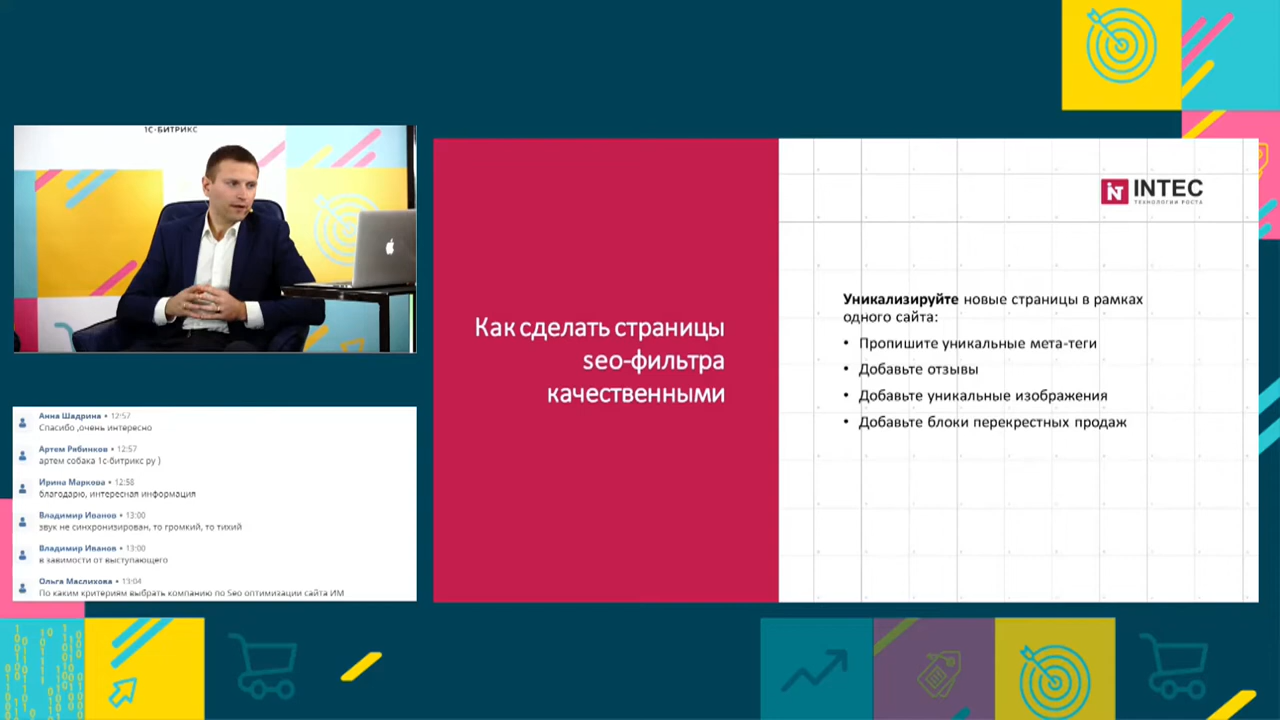 1С-БИТРИКС
INTEC
ТЕХНОЛОГИИ РОСТА
Как сделать страницы
seo-фильтра
качественными
Уникализируйте новые страницы в рамках
одного сайта:
• Пропишите уникальные мета-теги
• Добавьте отзывы
• Добавьте уникальные изображения
• Добавьте блоки перекрестных продаж
Анна Шадрина • 12:57
Спасибо ,очень интересно
Артем Рябинков • 12:57
артем собака 1с-битрикс ру )
Ирина Маркова • 12:58
благодарю, интересная информация
Владимир Иванов • 13:00
звук не синхронизирован, то громкий, то тихий
Владимир Иванов • 13:00
в завимости от выступающего
Ольга Маслихова • 13:04
По каким критериям выбрать компанию по Seo оптимизации сайта ИМ